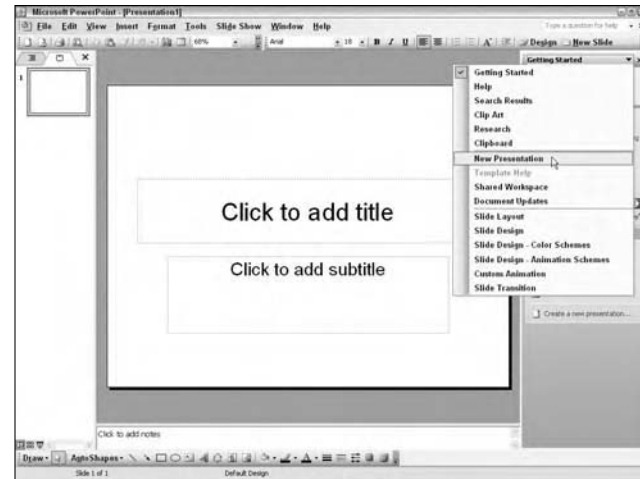 Microsoft PowerPoint - [Presentation1]
File Edit View Insert Format Tools Slide Show Window Help Type a question for help
68% Arial 18 B I U Design New Slide
Getting Started
1
Getting Started
Help
Search Results
Clip Art
Research
Clipboard
New Presentation
Template Help
Shared Workspace
Document Updates
Slide Layout
Slide Design
Slide Design - Color Schemes
Slide Design - Animation Schemes
Custom Animation
Slide Transition
Create a new presentation...
Click to add title
Click to add subtitle
Click to add notes
Draw AutoShapes
Slide 1 of 1 Default Design